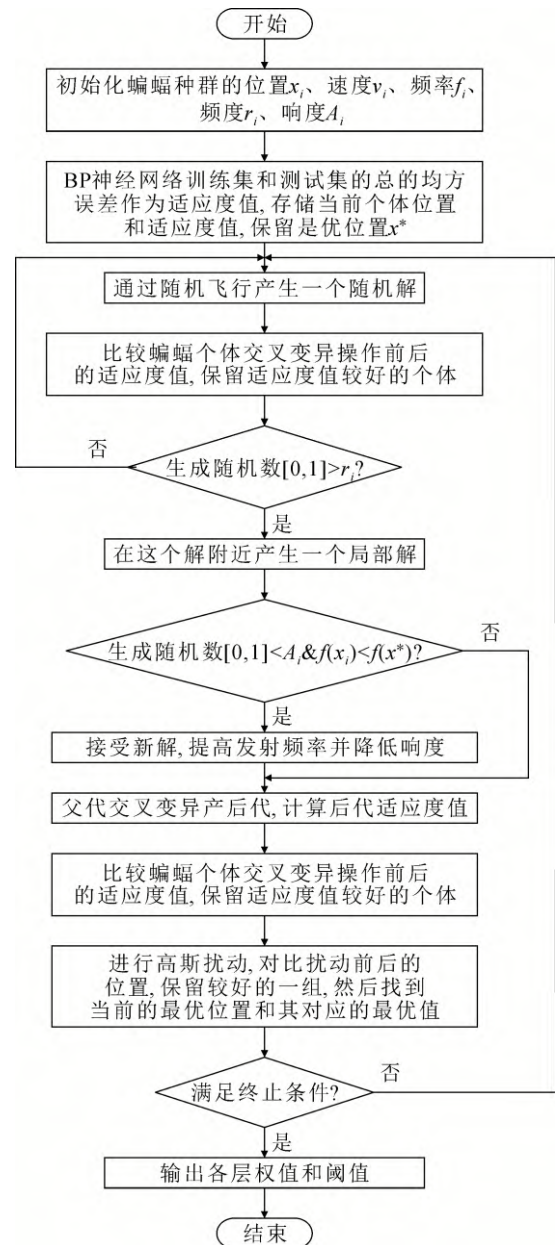 开始
初始化蝙蝠种群的位置xᵢ、速度vᵢ、频率fᵢ、
频度rᵢ、响度Aᵢ
BP神经网络训练集和测试集的总的均方
误差作为适应度值,存储当前个体位置
和适应度值,保留是优位置x*
通过随机飞行产生一个随机解
比较蝙蝠个体交叉变异操作前后
的适应度值,保留适应度值较好的个体
否
生成随机数[0,1]>rᵢ?
是
在这个解附近产生一个局部解
否
生成随机数[0,1]<Aᵢ&f(xᵢ)<f(x*)?
是
接受新解,提高发射频率并降低响度
父代交叉变异产后代,计算后代适应度值
比较蝙蝠个体交叉变异操作前后
的适应度值,保留适应度值较好的个体
进行高斯扰动,对比扰动前后的
位置,保留较好的一组,然后找到
当前的最优位置和其对应的最优值
满足终止条件?
否
是
输出各层权值和阈值
结束